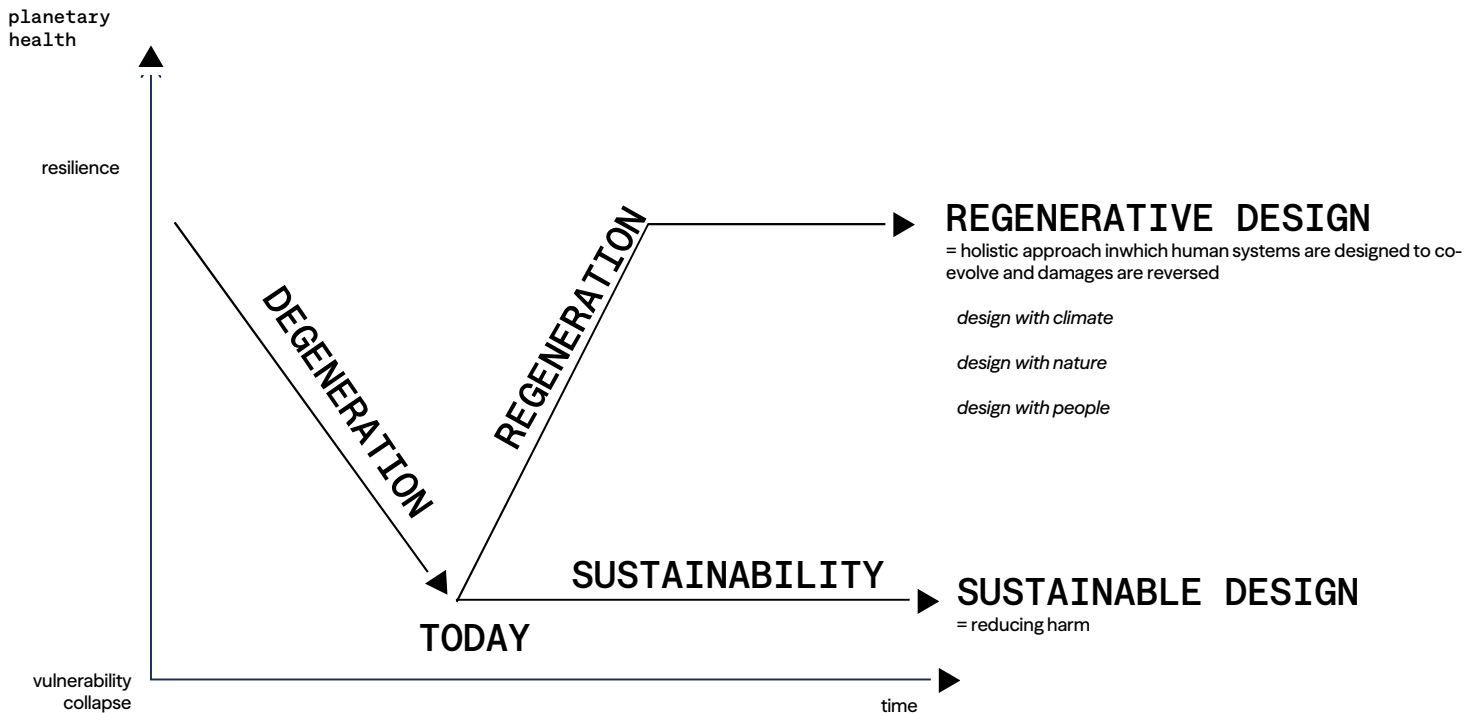 planetary
health
resilience
DEGENERATION
REGENERATION
REGENERATIVE DESIGN
= holistic approach inwhich human systems are designed to co-
evolve and damages are reversed
design with climate
design with nature
design with people
SUSTAINABILITY
SUSTAINABLE DESIGN
= reducing harm
TODAY
vulnerability
collapse
time